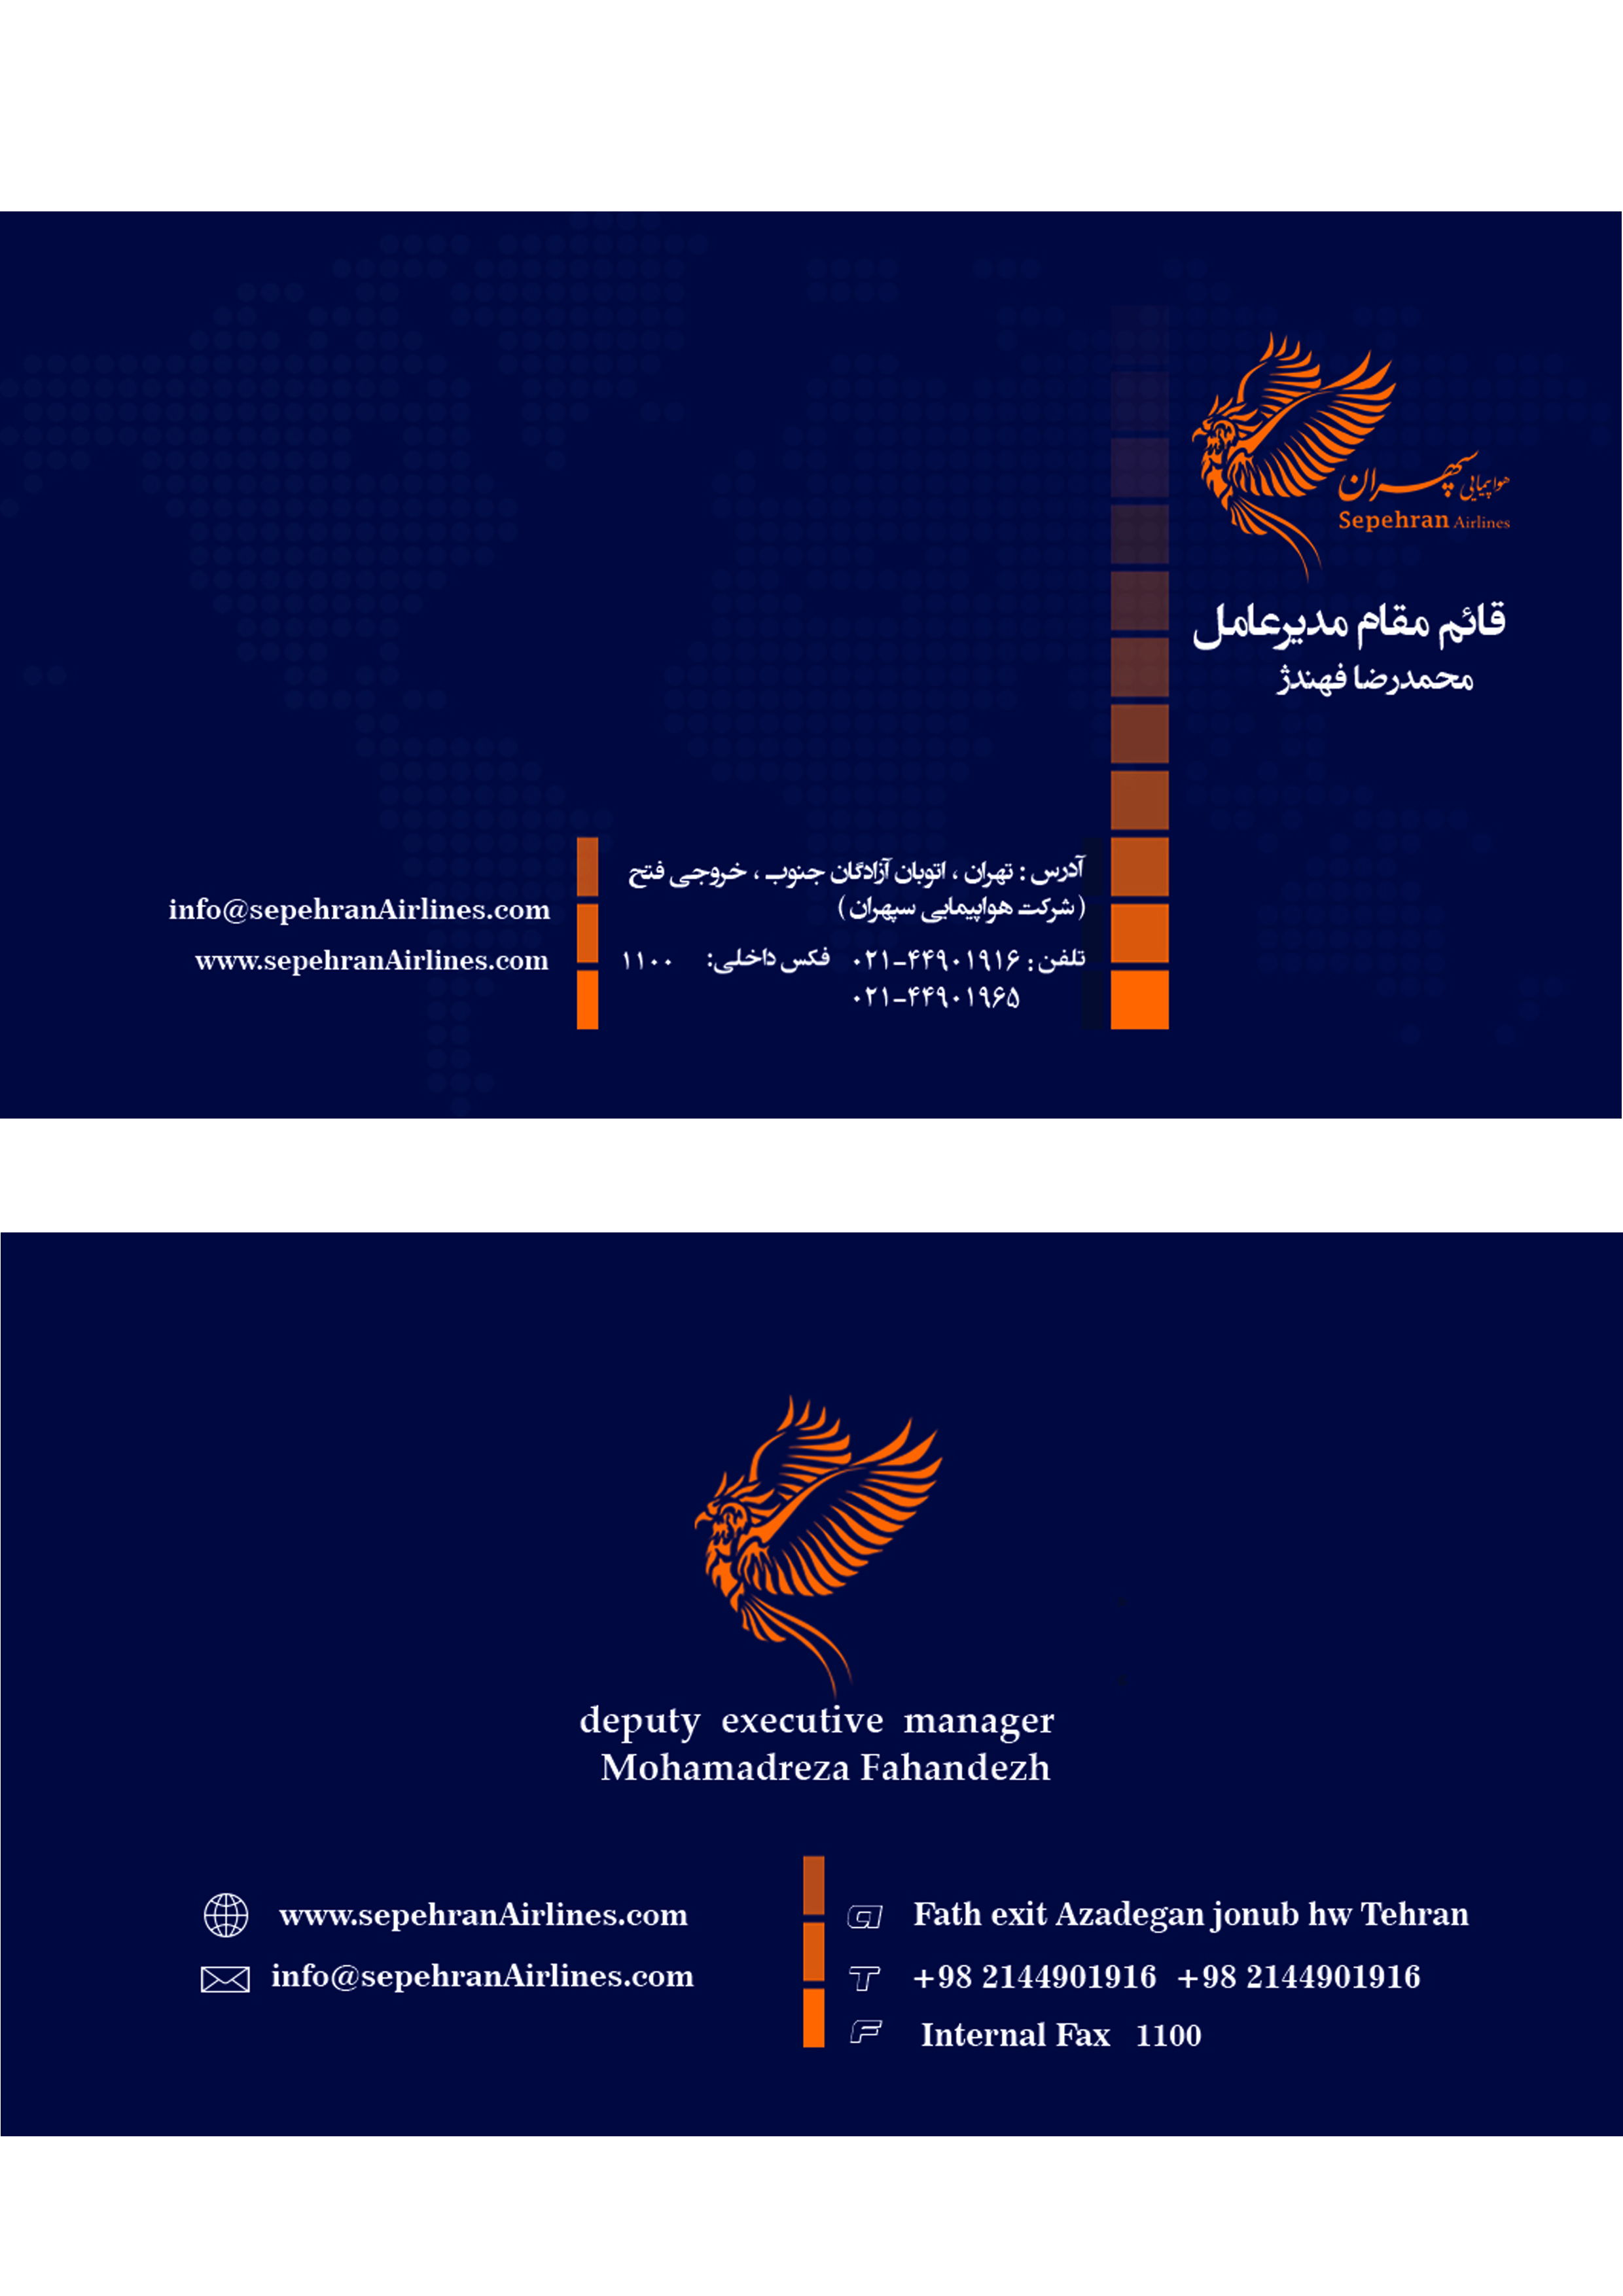 هواپیمایی سپهران
Sepehran Airlines
قائم مقام مدیرعامل
محمدرضا فهندژ
آدرس : تهران ، اتوبان آزادگان جنوب ، خروجی فتح
( شرکت هواپیمایی سپهران )
تلفن : ۰۲۱-۴۴۹۰۱۹۱۶ فکس داخلی: ۱۱۰۰
۰۲۱-۴۴۹۰۱۹۶۵
info@sepehranAirlines.com
www.sepehranAirlines.com
deputy executive manager
Mohamadreza Fahandezh
www.sepehranAirlines.com
info@sepehranAirlines.com
a Fath exit Azadegan jonub hw Tehran
T +98 2144901916 +98 2144901916
F Internal Fax 1100